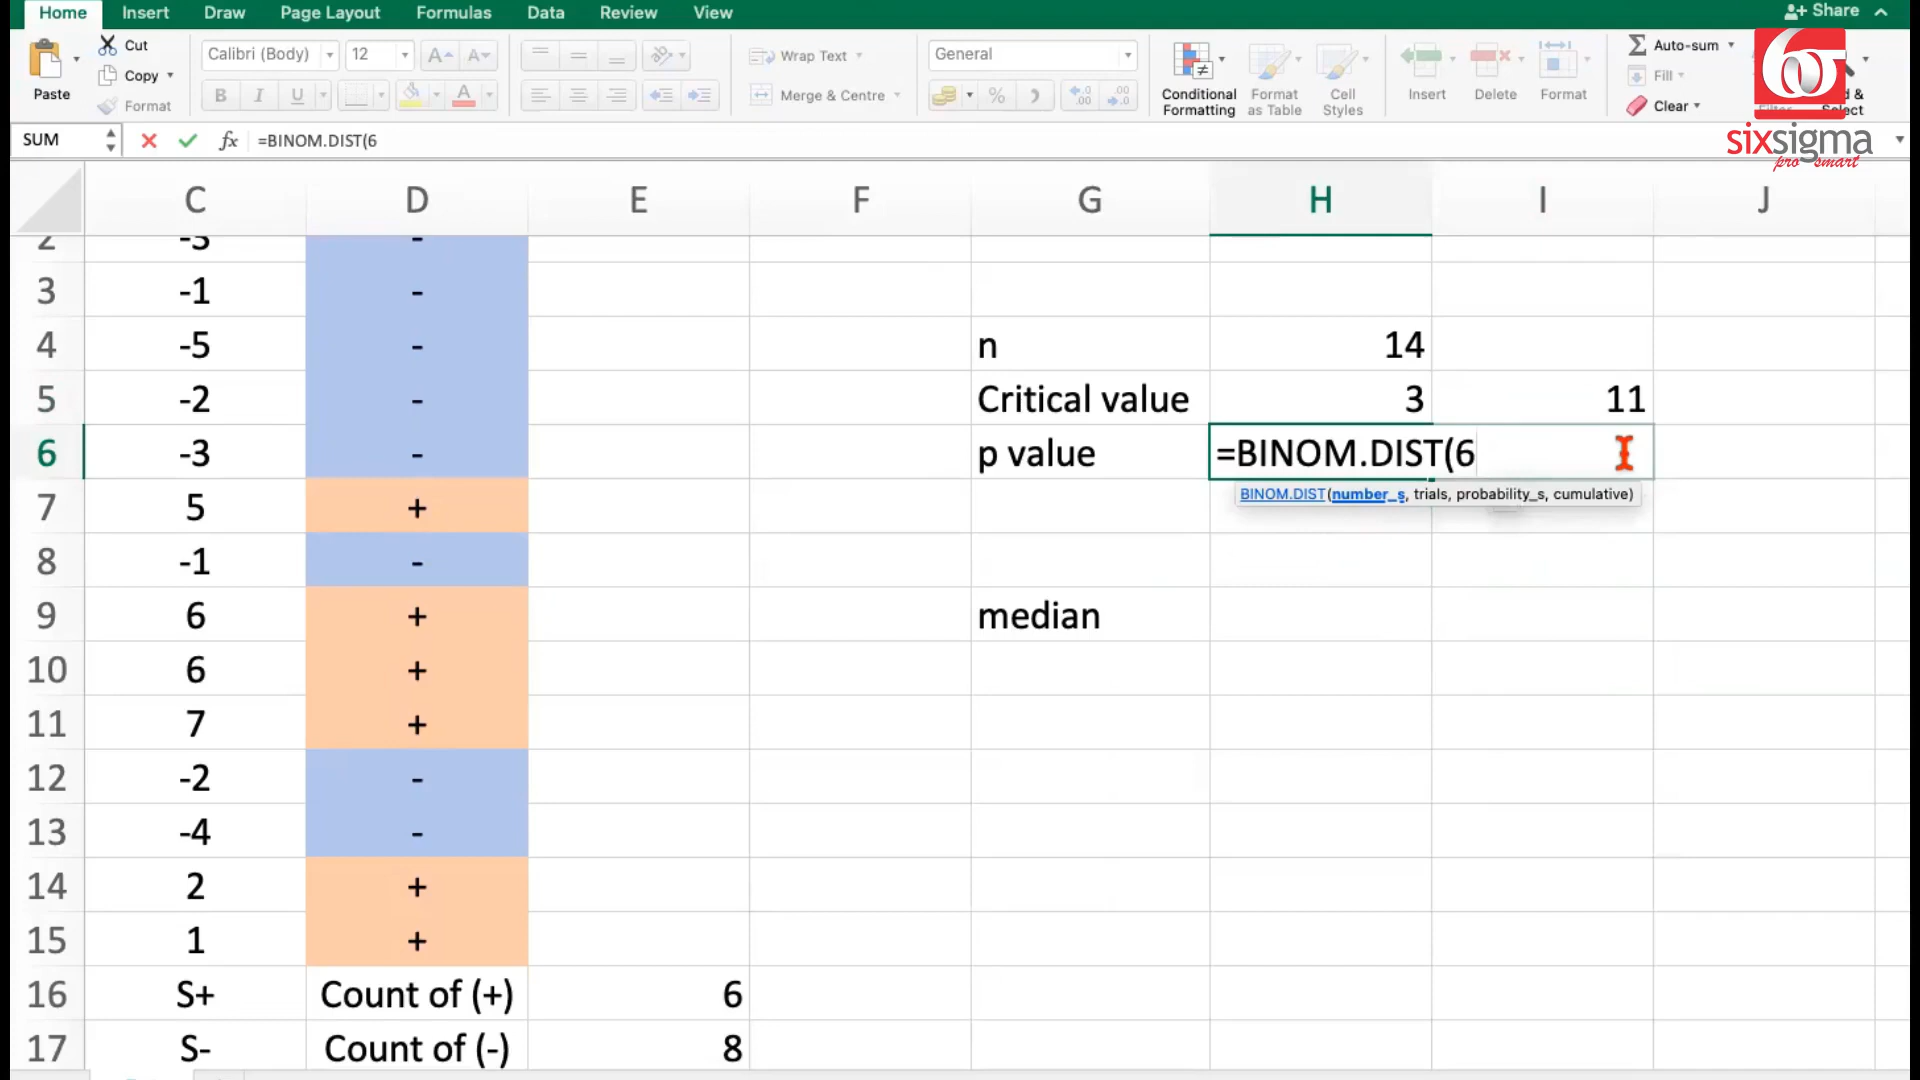 Home Insert Draw Page Layout Formulas Data Review View Share
Cut
Copy
Format
Paste
Calibri (Body) 12
B I U
Wrap Text
Merge & Centre
General
Conditional Formatting
Format as Table
Cell Styles
Insert
Delete
Format
Auto-sum
Fill
Clear
& Select
sixsigma
pro smart
SUM fx =BINOM.DIST(6
C D E F G H I J
2 -3 -
3 -1 -
4 -5 - n 14
5 -2 - Critical value 3 11
6 -3 - p value =BINOM.DIST(6
BINOM.DIST(number_s, trials, probability_s, cumulative)
7 5 +
8 -1 -
9 6 + median
10 6 +
11 7 +
12 -2 -
13 -4 -
14 2 +
15 1 +
16 S+ Count of (+) 6
17 S- Count of (-) 8